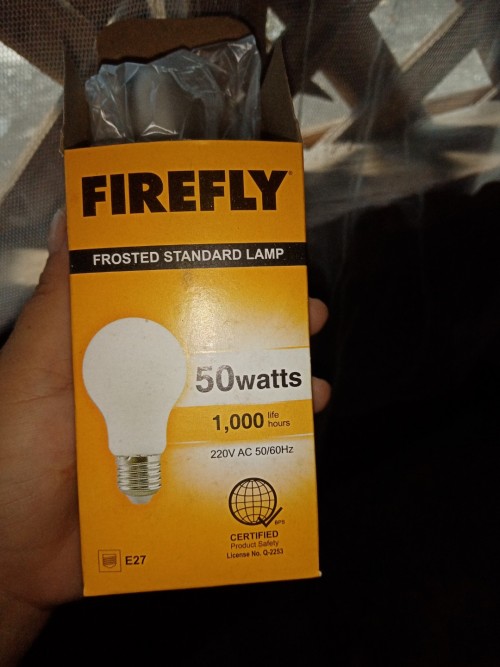 FIREFLY
FROSTED STANDARD LAMP
50watts
1,000 life hours
220V AC 50/60Hz
BPS
CERTIFIED
Product Safety
License No. Q-2253
E27